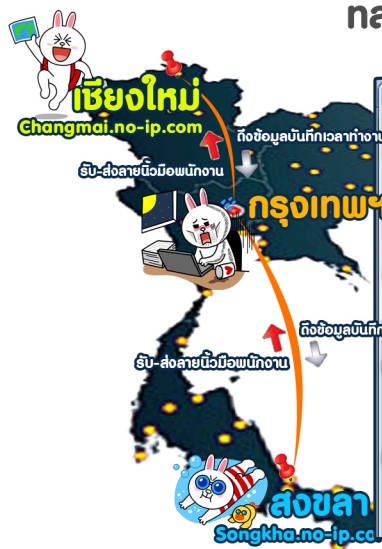 เชียงใหม่
Changmai.no-ip.com
ดึงข้อมูลบันทึกเวลาทำงาน
รับ-ส่งลายนิ้วมือพนักงาน
กรุงเทพฯ
ดึงข้อมูลบันทึก
รับ-ส่งลายนิ้วมือพนักงาน
สงขลา
Songkha.no-ip.co